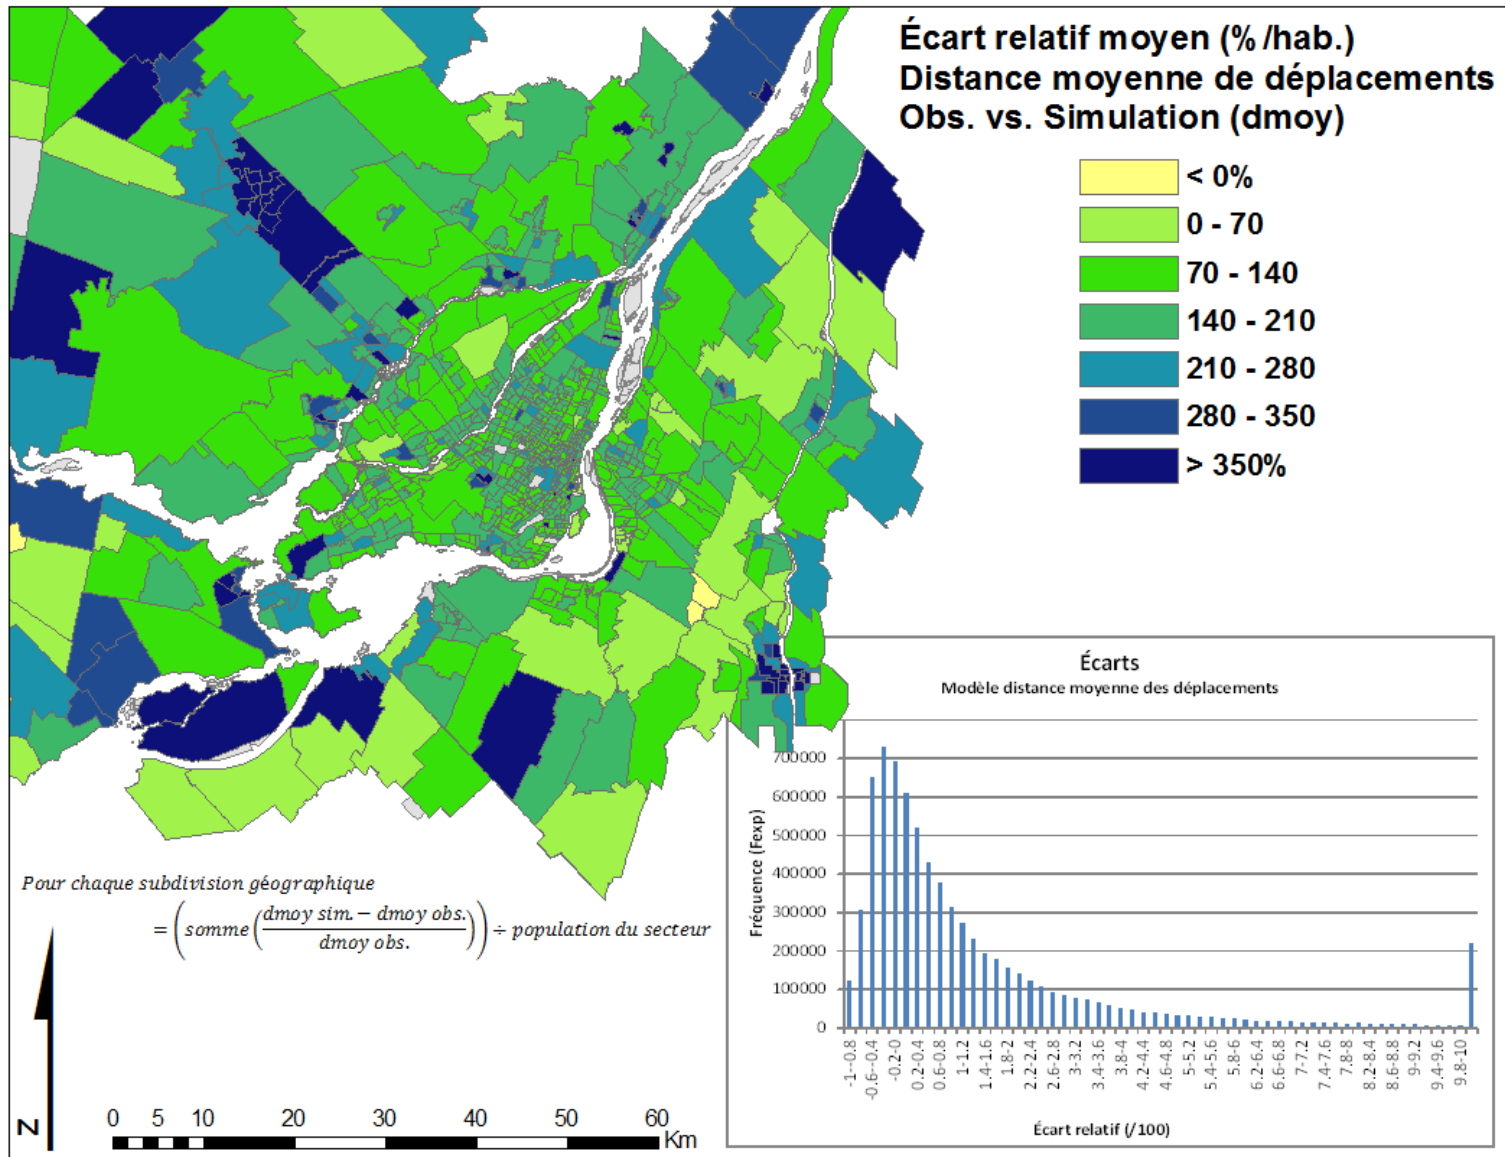 Écart relatif moyen (%/hab.)
Distance moyenne de déplacements
Obs. vs. Simulation (dmoy)
< 0%
0 - 70
70 - 140
140 - 210
210 - 280
280 - 350
> 350%
Écarts
Modèle distance moyenne des déplacements
Fréquence (Fexp)
700000
600000
500000
400000
300000
200000
100000
0
-1--0.8
-0.6--0.4
-0.2-0
0.2-0.4
0.6-0.8
1-1.2
1.4-1.6
1.8-2
2.2-2.4
2.6-2.8
3-3.2
3.4-3.6
3.8-4
4.2-4.4
4.6-4.8
5-5.2
5.4-5.6
5.8-6
6.2-6.4
6.6-6.8
7-7.2
7.4-7.6
7.8-8
8.2-8.4
8.6-8.8
9-9.2
9.4-9.6
9.8-10
Écart relatif (/100)
Pour chaque subdivision géographique
= (somme (dmoy sim. − dmoy obs. / dmoy obs.)) ÷ population du secteur
N
0 5 10 20 30 40 50 60
Km